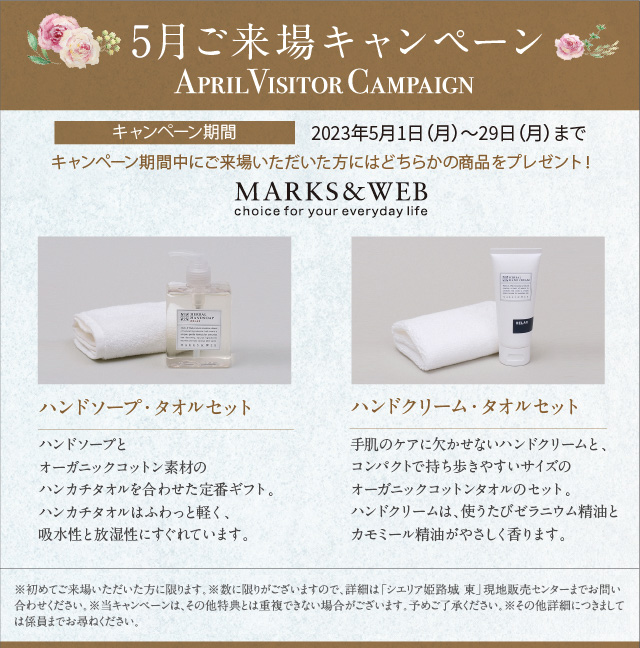 5月ご来場キャンペーン
APRIL VISITOR CAMPAIGN
キャンペーン期間
2023年5月1日(月)〜29日(月)まで
キャンペーン期間中にご来場いただいた方にはどちらかの商品をプレゼント!
MARKS&WEB
choice for your everyday life
ハンドソープ・タオルセット
ハンドソープと
オーガニックコットン素材の
ハンカチタオルを合わせた定番ギフト。
ハンカチタオルはふわっと軽く、
吸水性と放湿性にすぐれています。
RELAX
ハンドクリーム・タオルセット
手肌のケアに欠かせないハンドクリームと、
コンパクトで持ち歩きやすいサイズの
オーガニックコットンタオルのセット。
ハンドクリームは、使うたびゼラニウム精油と
カモミール精油がやさしく香ります。
※初めてご来場いただいた方に限ります。※数に限りがございますので、詳細は「シエリア姫路城 東」現地販売センターまでお問い
合わせください。※当キャンペーンは、その他特典とは重複できない場合がございます。予めご了承ください。※その他詳細につきまして
は係員までお尋ねください。